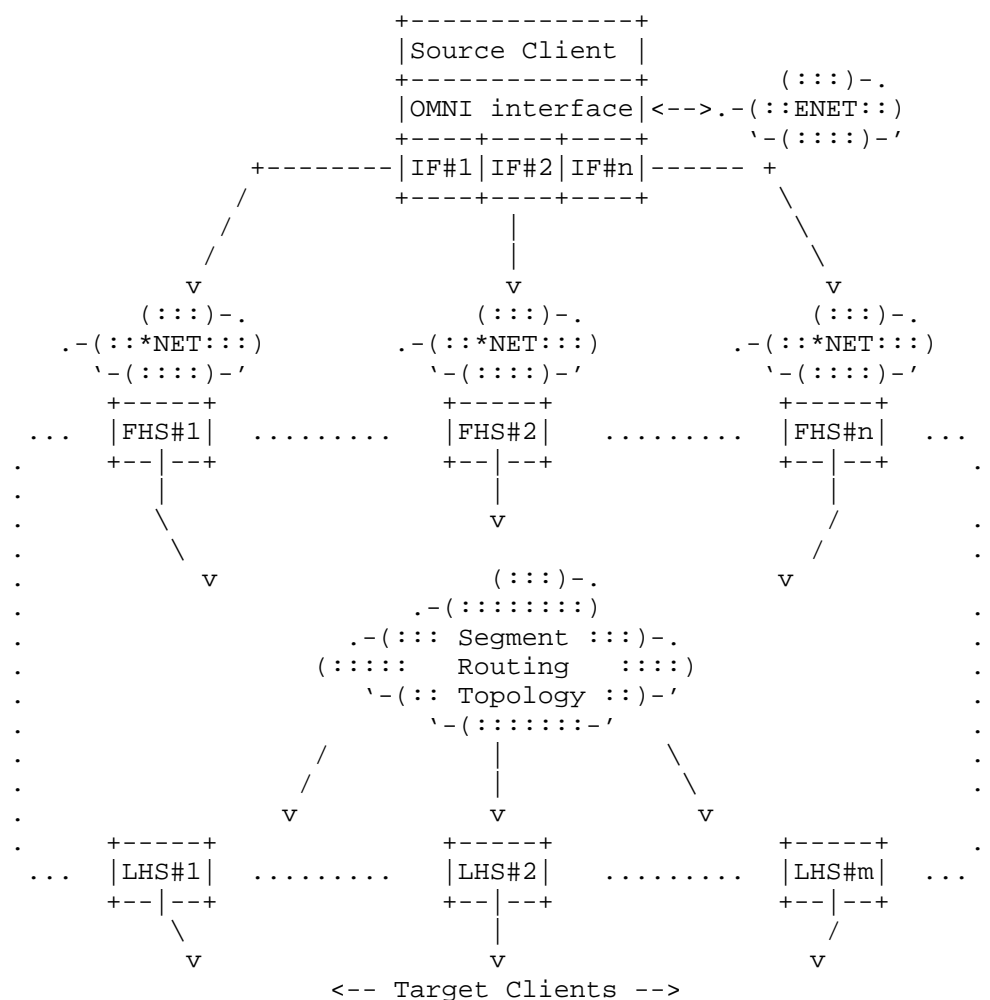 Source Client
OMNI interface <--> ENET
IF#1 IF#2 IF#n
*NET *NET *NET
FHS#1 FHS#2 FHS#n
Segment
Routing
Topology
LHS#1 LHS#2 LHS#m
<-- Target Clients -->